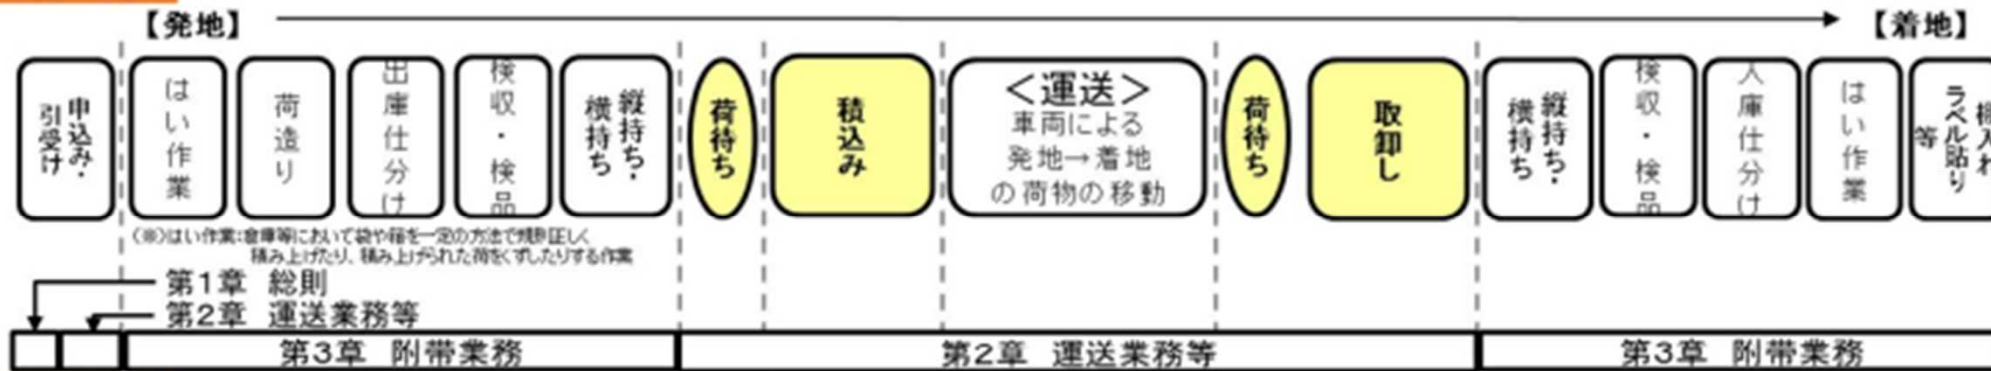 【発地】
【着地】
申込み・
引受け
はい作業
荷造り
出庫仕分け
検収・検品
縦持ち・
横持ち
荷待ち
積込み
＜運送＞
車両による
発地→着地
の荷物の移動
荷待ち
取卸し
縦持ち・
横持ち
検収・検品
入庫仕分け
はい作業
棚入れ
ラベル貼り
等
（※）はい作業：倉庫等において袋や箱を一定の方法で規則正しく
積み上げたり、積み上げられた荷をくずしたりする作業
第1章 総則
第2章 運送業務等
第3章 附帯業務
第2章 運送業務等
第3章 附帯業務